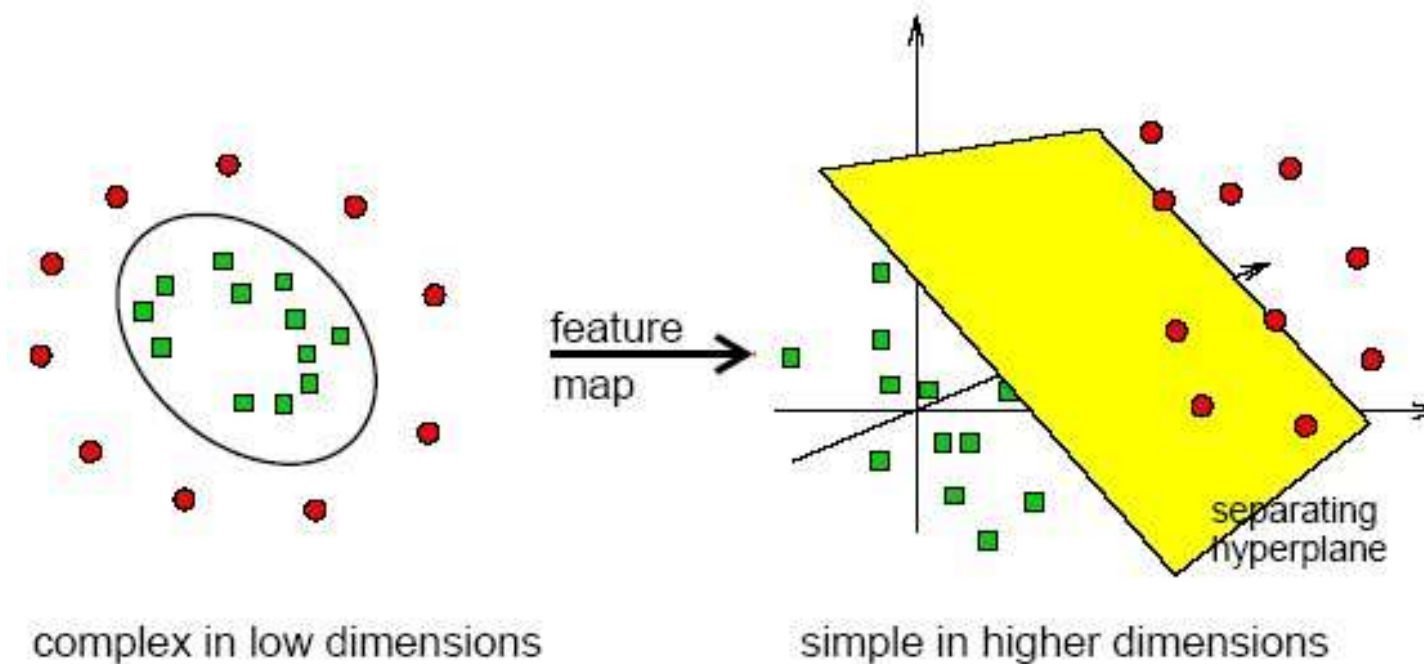 feature
map
separating
hyperplane
complex in low dimensions
simple in higher dimensions